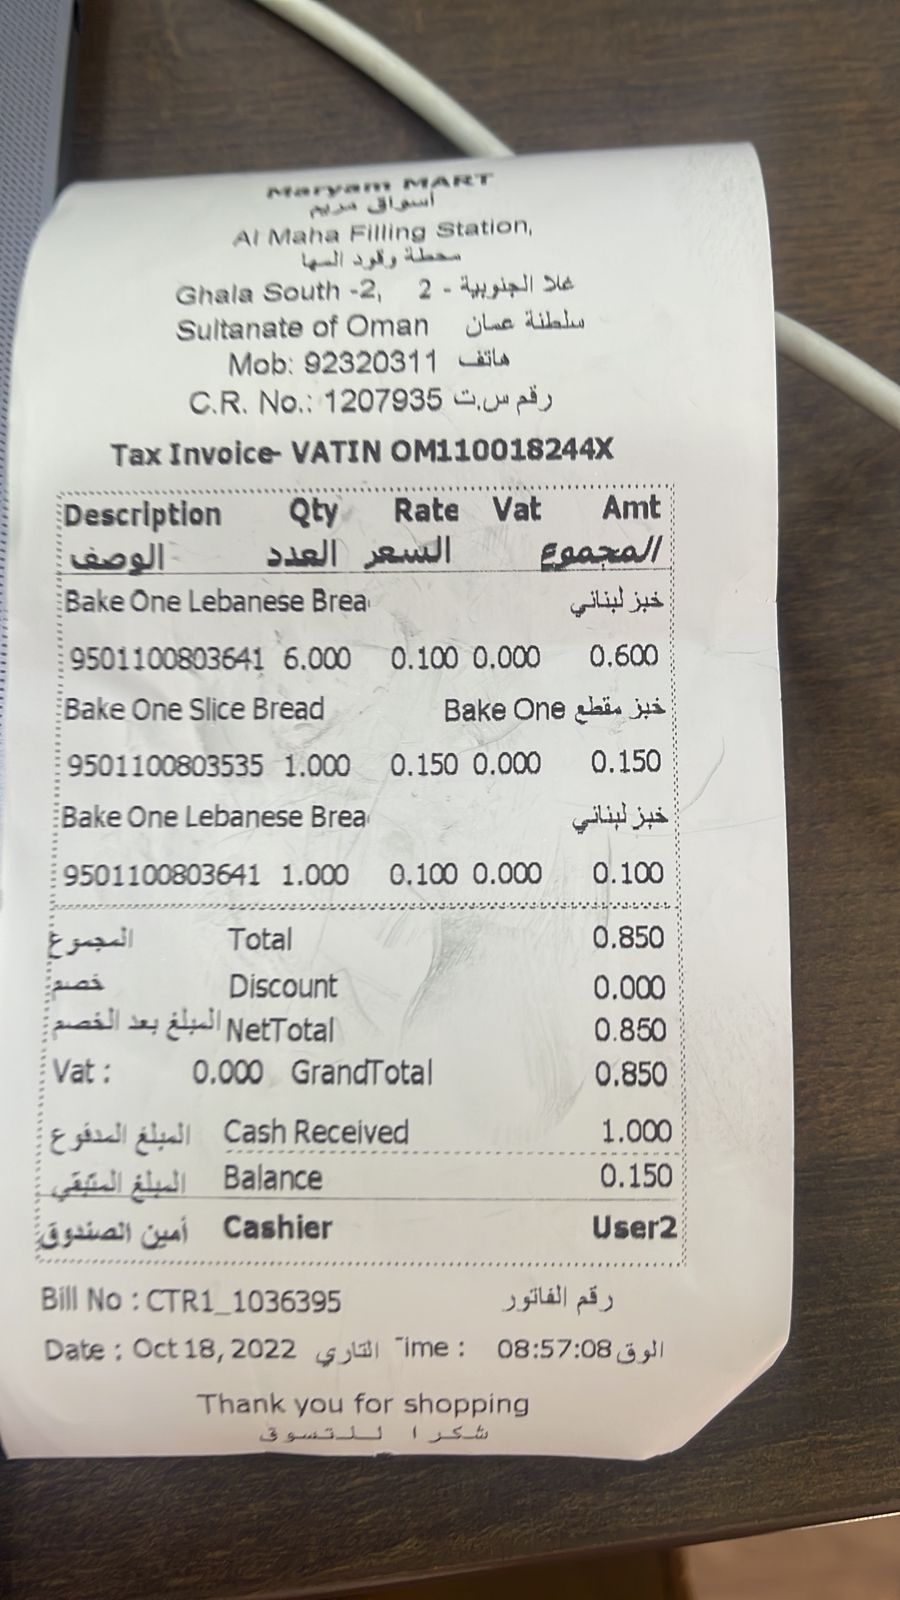 Maryam MART
أسواق مريم
Al Maha Filling Station,
محطة وقود المها
Ghala South -2, غلا الجنوبية - 2
Sultanate of Oman سلطنة عمان
Mob: 92320311 هاتف
C.R. No.: 1207935 رقم س.ت
Tax Invoice- VATIN OM110018244X
Description Qty Rate Vat Amt
الوصف العدد السعر المجموع
Bake One Lebanese Brea خبز لبناني
9501100803641 6.000 0.100 0.000 0.600
Bake One Slice Bread Bake One خبز مقطع
9501100803535 1.000 0.150 0.000 0.150
Bake One Lebanese Brea خبز لبناني
9501100803641 1.000 0.100 0.000 0.100
المجموع Total 0.850
خصم Discount 0.000
المبلغ بعد الخصم NetTotal 0.850
Vat : 0.000 GrandTotal 0.850
المبلغ المدفوع Cash Received 1.000
المبلغ المتبقي Balance 0.150
أمين الصندوق Cashier User2
Bill No : CTR1_1036395 رقم الفاتور
Date : Oct 18, 2022 التاري ime : 08:57:08 الوق
Thank you for shopping
شكرا للتسوق